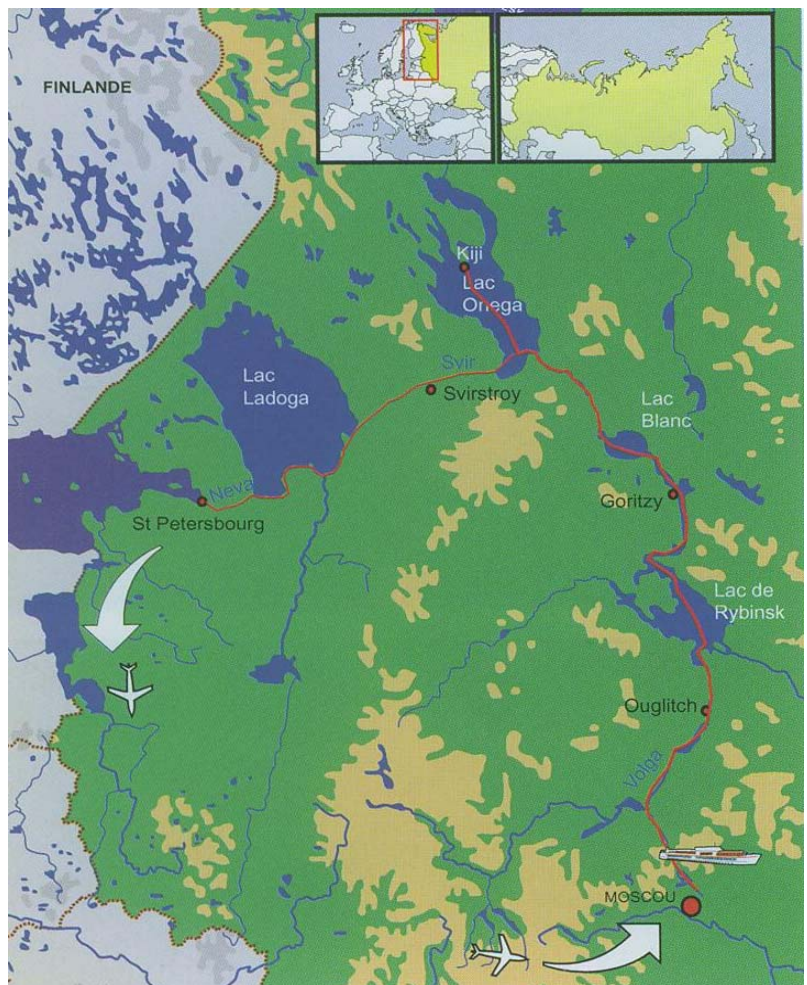 FINLANDE
Kiji
Lac
Onega
Svir
Lac
Ladoga
Svirstroy
Lac
Blanc
Neva
Goritzy
St Petersbourg
Lac de
Rybinsk
Ouglitch
Volga
MOSCOU